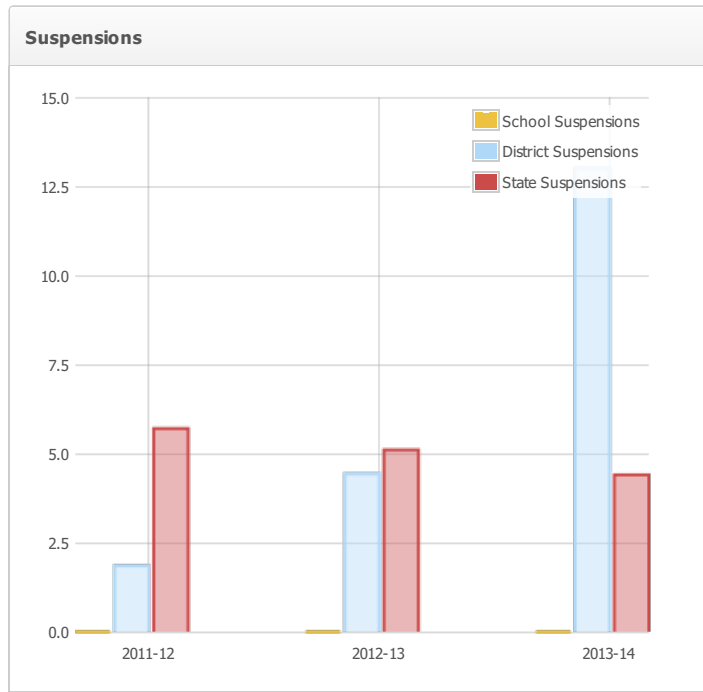 Suspensions
15.0
School Suspensions
District Suspensions
State Suspensions
12.5
10.0
7.5
5.0
2.5
0.0
2011-12 2012-13 2013-14